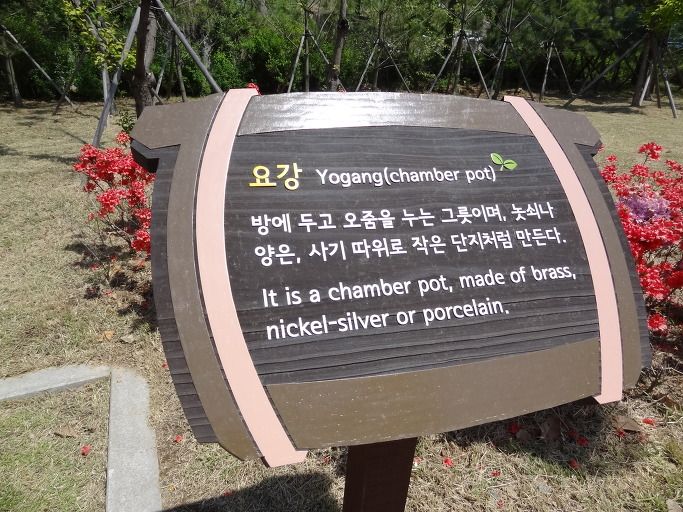 요강 Yogang(chamber pot)
방에 두고 오줌을 누는 그릇이며, 놋쇠나
양은, 사기 따위로 작은 단지처럼 만든다.
It is a chamber pot, made of brass,
nickel-silver or porcelain.